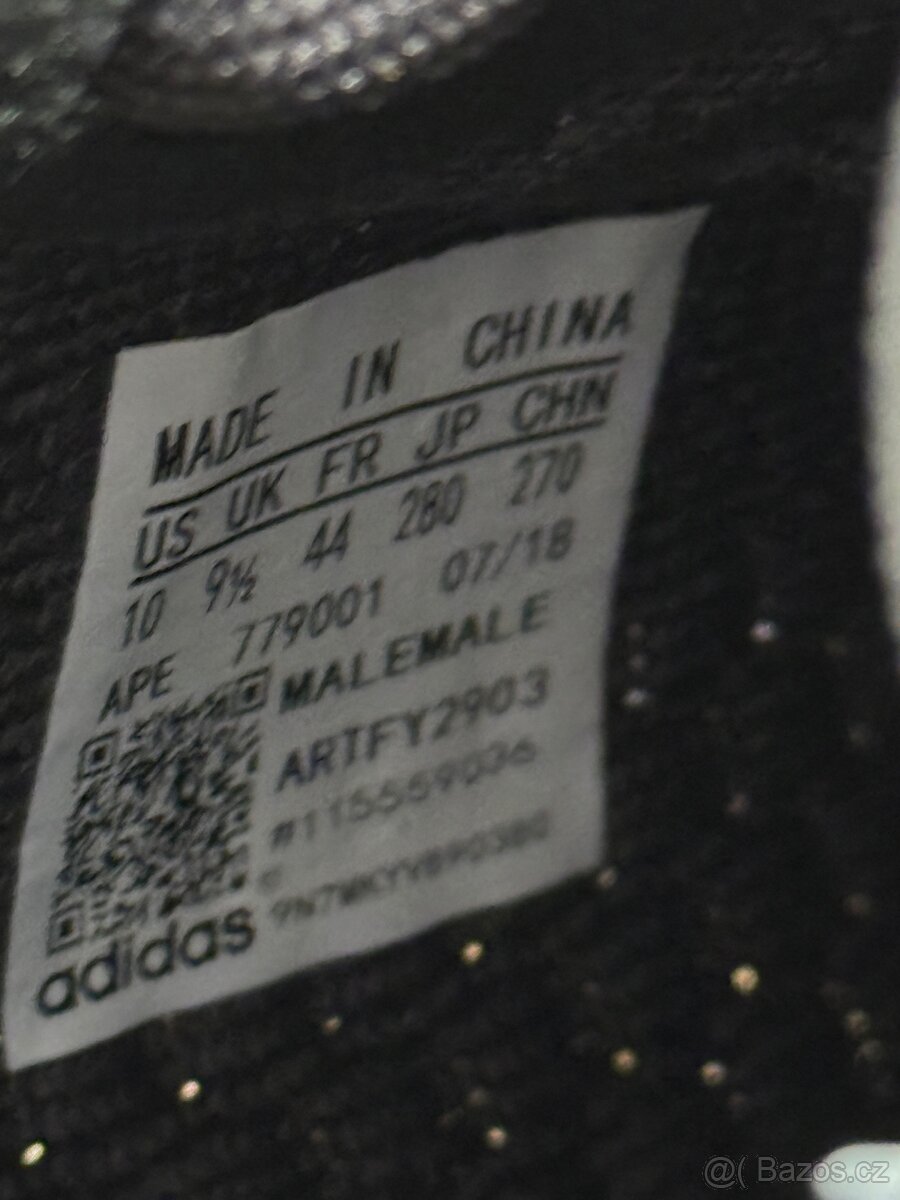 MADE IN CHINA
US UK FR JP CHN
10 9½ 44 280 270
APE 779001 07/18
MALEMALE
ARTFY2903
#1155559036
adidas
@( Bazos.cz